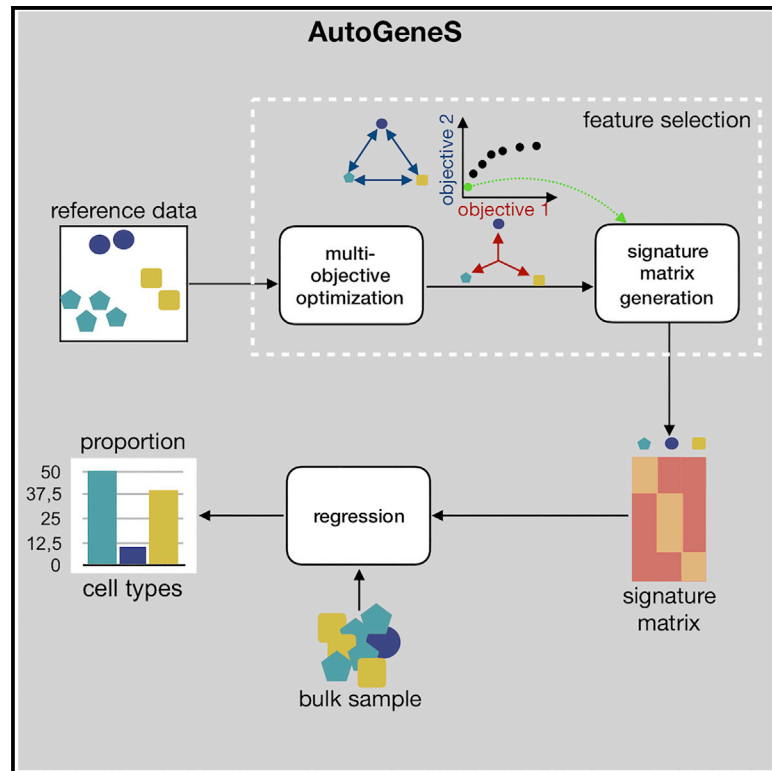 AutoGeneS
feature selection
objective 2
objective 1
reference data
multi-
objective
optimization
signature
matrix
generation
proportion
50
37,5
25
12,5
0
cell types
regression
signature
matrix
bulk sample